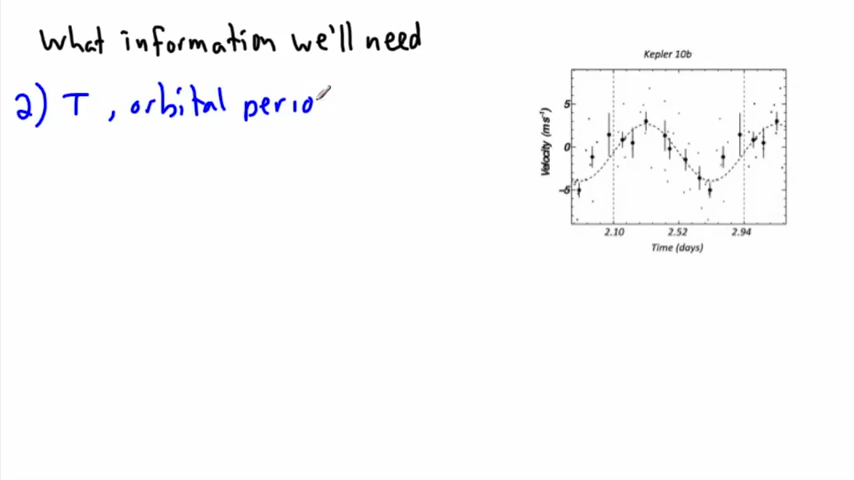 What information we'll need
2) T, orbital perio
Kepler 10b
Velocity (ms⁻¹)
5
0
-5
2.10 2.52 2.94
Time (days)